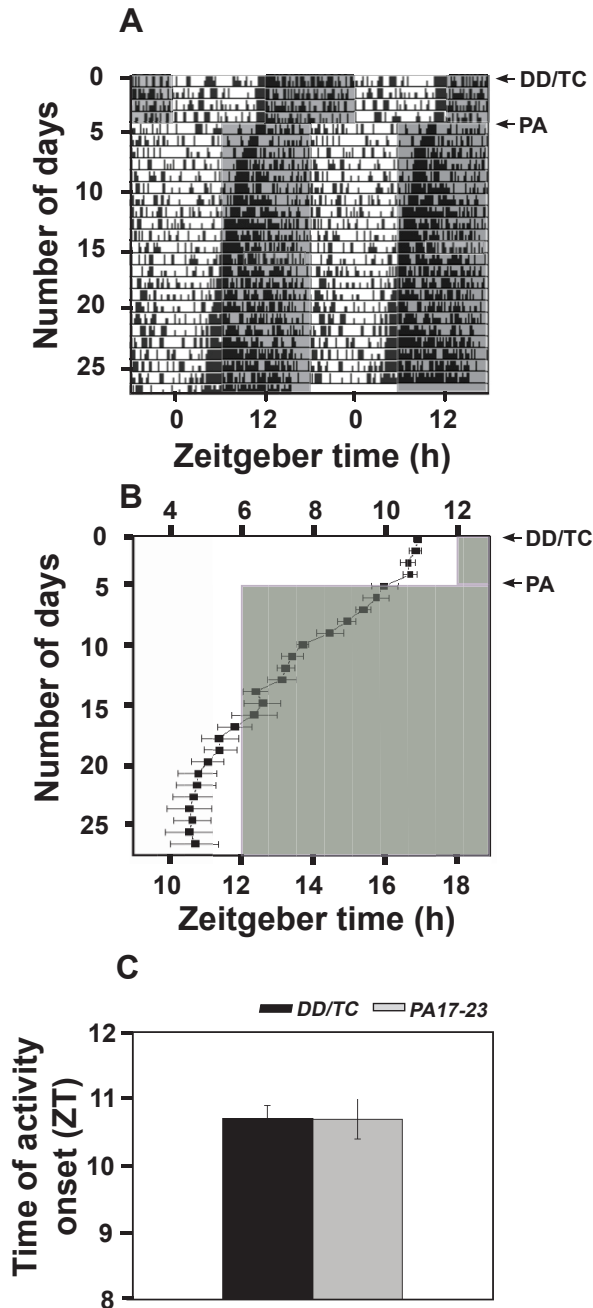 A
Number of days
0
5
10
15
20
25
DD/TC
PA
0 12 0 12
Zeitgeber time (h)
B
4 6 8 10 12
Number of days
0
5
10
15
20
25
DD/TC
PA
10 12 14 16 18
Zeitgeber time (h)
C
DD/TC PA17-23
Time of activity
onset (ZT)
12
11
10
9
8